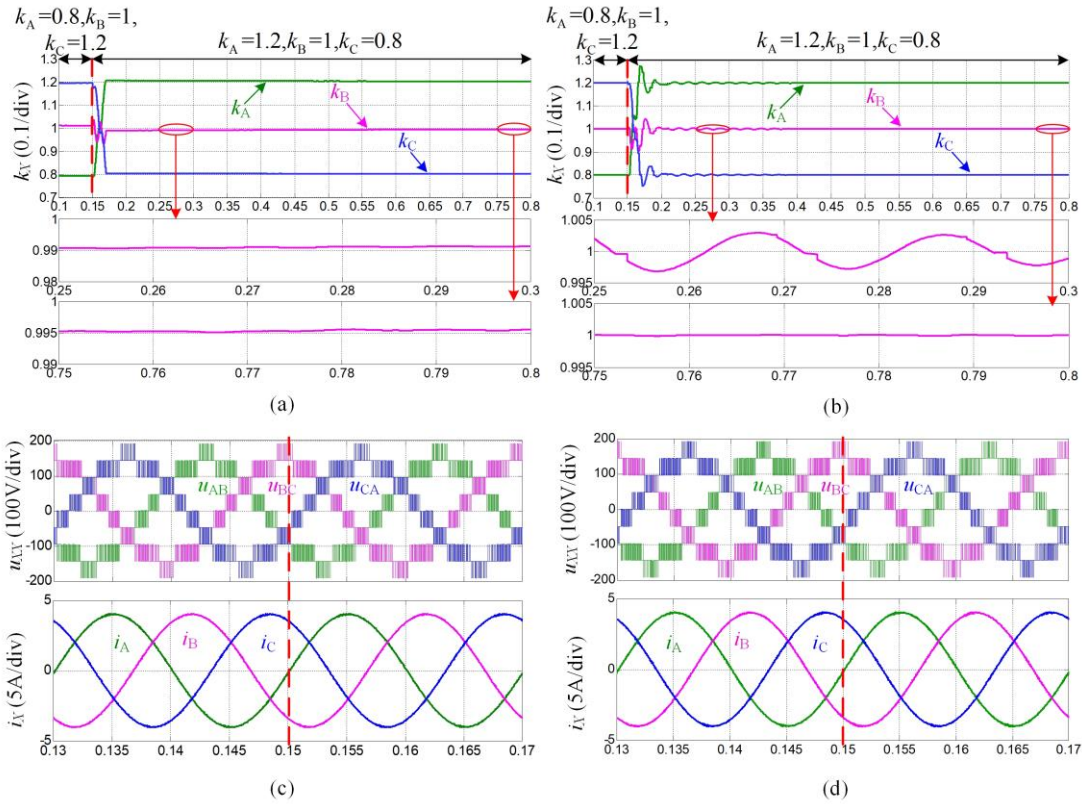 kA=0.8,kB=1,
kC=1.2
kA=1.2,kB=1,kC=0.8
kX (0.1/div)
1.3
1.2
1.1
1
0.9
0.8
0.7
kA
kB
kC
0.1 0.15 0.2 0.25 0.3 0.35 0.4 0.45 0.5 0.55 0.6 0.65 0.7 0.75 0.8
1
0.99
0.98
0.25 0.26 0.27 0.28 0.29 0.3
1
0.995
0.99
0.75 0.76 0.77 0.78 0.79 0.8
(a)
kA=0.8,kB=1,
kC=1.2
kA=1.2,kB=1,kC=0.8
kX (0.1/div)
1.3
1.2
1.1
1
0.9
0.8
0.7
kA
kB
kC
0.1 0.15 0.2 0.25 0.3 0.35 0.4 0.45 0.5 0.55 0.6 0.65 0.7 0.75 0.8
1.005
1
0.995
0.25 0.26 0.27 0.28 0.29 0.3
1.005
1
0.995
0.75 0.76 0.77 0.78 0.79 0.8
(b)
200
100
0
-100
-200
uAB
uBC
uCA
5
0
-5
iX (5A/div)
iA
iB
iC
0.13 0.135 0.14 0.145 0.15 0.155 0.16 0.165 0.17
(c)
200
100
0
-100
-200
uAB
uBC
uCA
5
0
-5
iX (5A/div)
iA
iB
iC
0.13 0.135 0.14 0.145 0.15 0.155 0.16 0.165 0.17
(d)